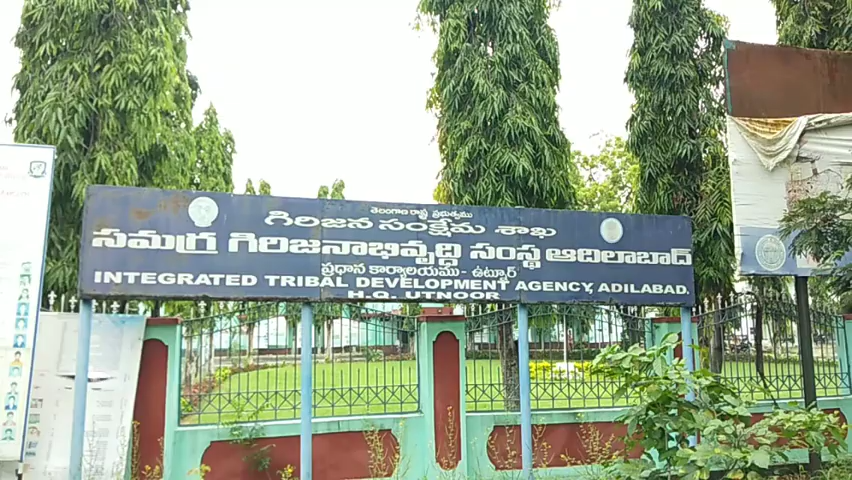 తెలంగాణ రాష్ట్ర ప్రభుత్వము
గిరిజన సంక్షేమ శాఖ
సమగ్ర గిరిజనాభివృద్ధి సంస్థ ఆదిలాబాద్
ప్రధాన కార్యాలయము - ఉట్నూర్
INTEGRATED TRIBAL DEVELOPMENT AGENCY, ADILABAD.
H.Q. UTNOOR